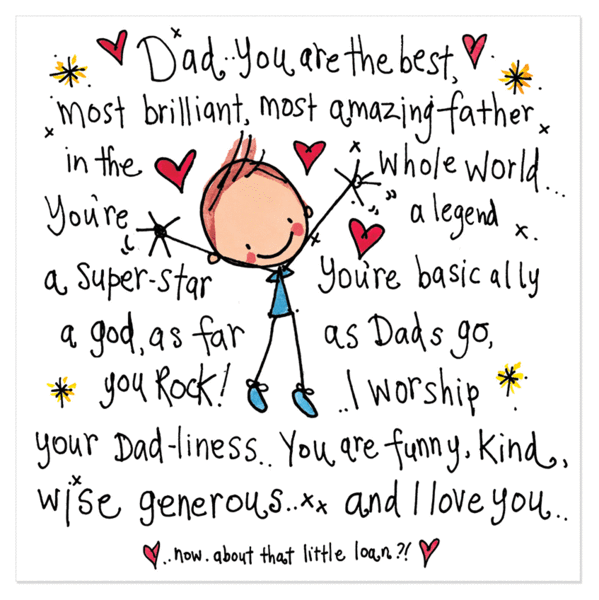 Dad.. You are the best,
most brilliant, most amazing father
in the whole world...
You're a legend
a super-star You're basically
a god, as far as Dads go,
you Rock! ..I worship
your Dad-liness.. You are funny, kind,
wise generous..xx and I love you..
..now. about that little loan?!